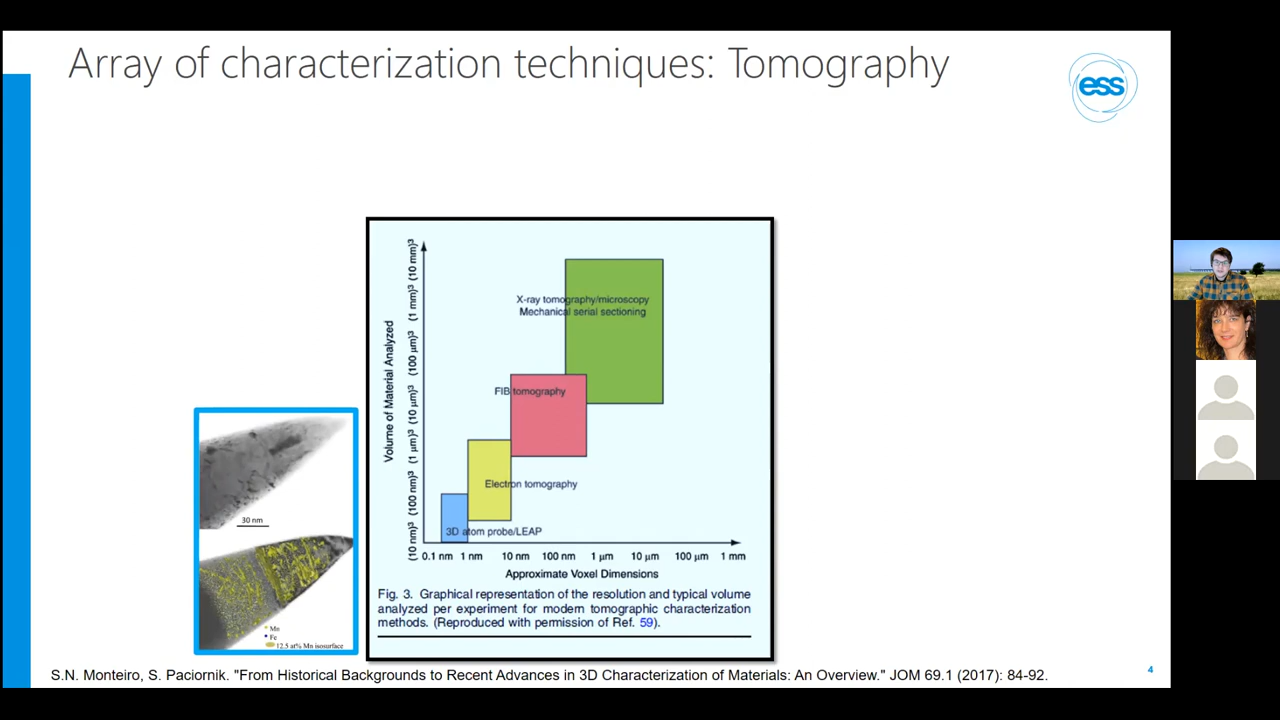 Array of characterization techniques: Tomography
ess
Volume of Material Analyzed
(10 nm)³ (100 nm)³ (1 µm)³ (10 µm)³ (100 µm)³ (1 mm)³ (10 mm)³
X-ray tomography/microscopy
Mechanical serial sectioning
FIB tomography
Electron tomography
3D atom probe/LEAP
0.1 nm 1 nm 10 nm 100 nm 1 µm 10 µm 100 µm 1 mm
Approximate Voxel Dimensions
Fig. 3. Graphical representation of the resolution and typical volume
analyzed per experiment for modern tomographic characterization
methods. (Reproduced with permission of Ref. 59).
30 nm
Mn
Fe
12.5 at% Mn isosurface
S.N. Monteiro, S. Paciornik. "From Historical Backgrounds to Recent Advances in 3D Characterization of Materials: An Overview." JOM 69.1 (2017): 84-92.
4